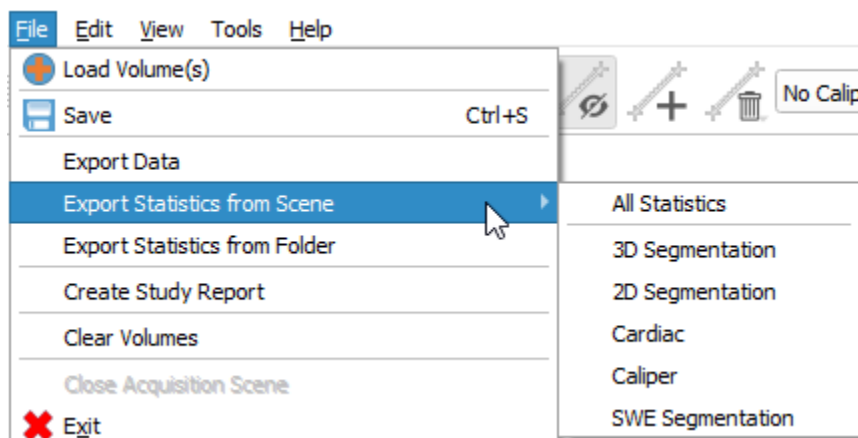 File Edit View Tools Help
Load Volume(s)
Save Ctrl+S
No Calip
Export Data
Export Statistics from Scene
All Statistics
Export Statistics from Folder
3D Segmentation
Create Study Report
2D Segmentation
Clear Volumes
Cardiac
Close Acquisition Scene
Caliper
Exit
SWE Segmentation